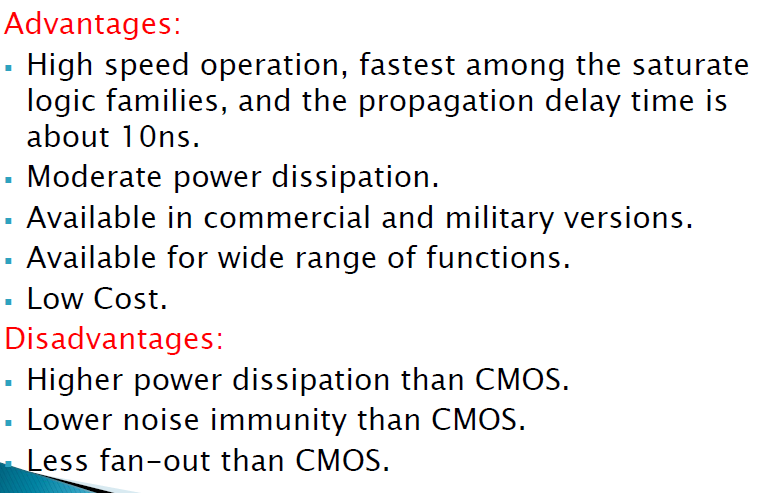 Advantages:
▪ High speed operation, fastest among the saturate
logic families, and the propagation delay time is
about 10ns.
▪ Moderate power dissipation.
▪ Available in commercial and military versions.
▪ Available for wide range of functions.
▪ Low Cost.
Disadvantages:
▪ Higher power dissipation than CMOS.
▪ Lower noise immunity than CMOS.
▪ Less fan-out than CMOS.